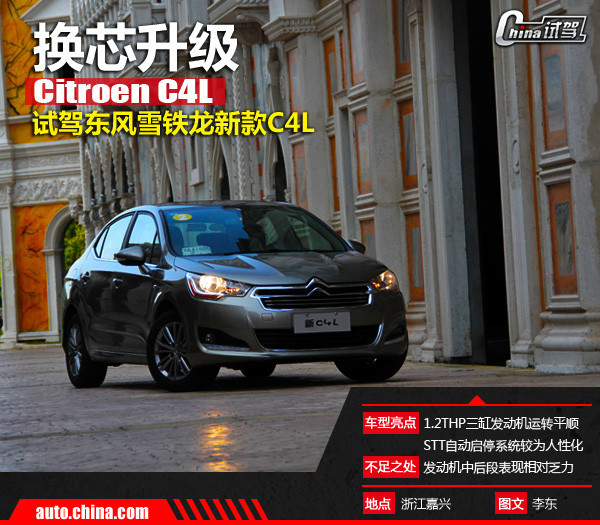 China试驾
换芯升级
Citroen C4L
试驾东风雪铁龙新款C4L
新C4L
车型亮点 1.2THP三缸发动机运转平顺
STT自动启停系统较为人性化
不足之处 发动机中后段表现相对乏力
地点 浙江嘉兴 图文 李东
auto.china.com